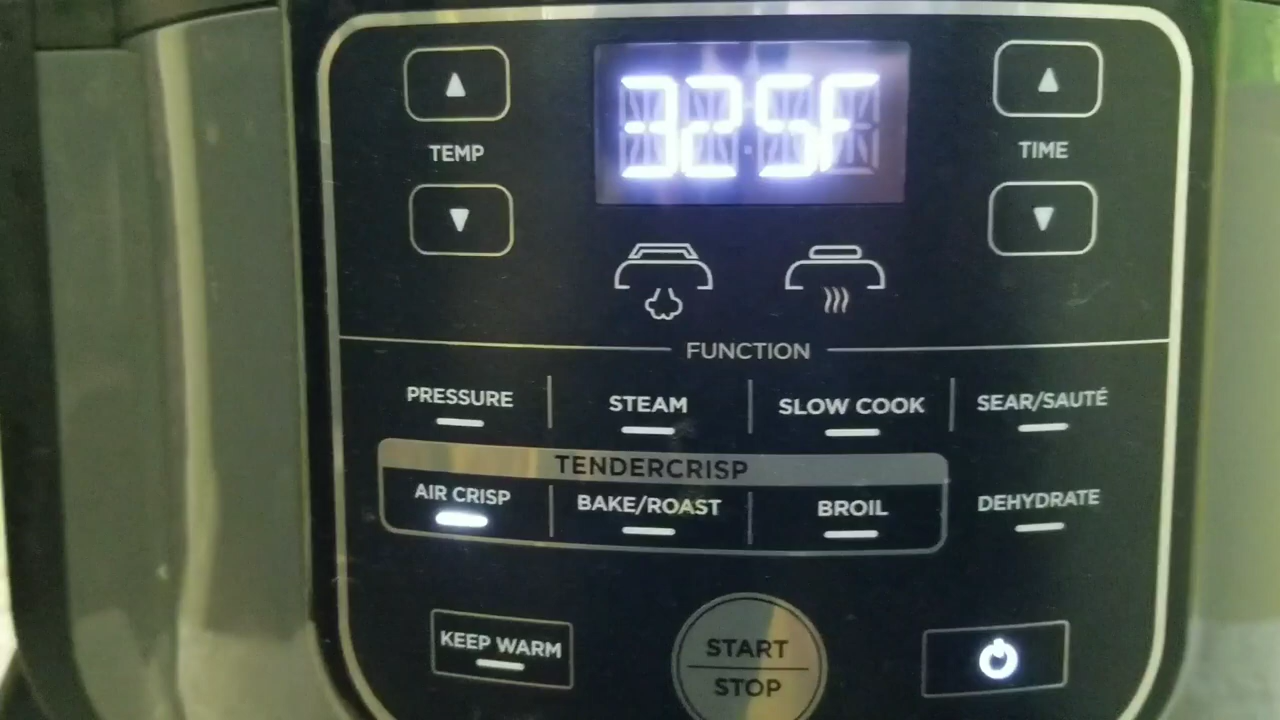 325F
TEMP
TIME
FUNCTION
PRESSURE
STEAM
SLOW COOK
SEAR/SAUTÉ
TENDERCRISP
AIR CRISP
BAKE/ROAST
BROIL
DEHYDRATE
KEEP WARM
START
STOP